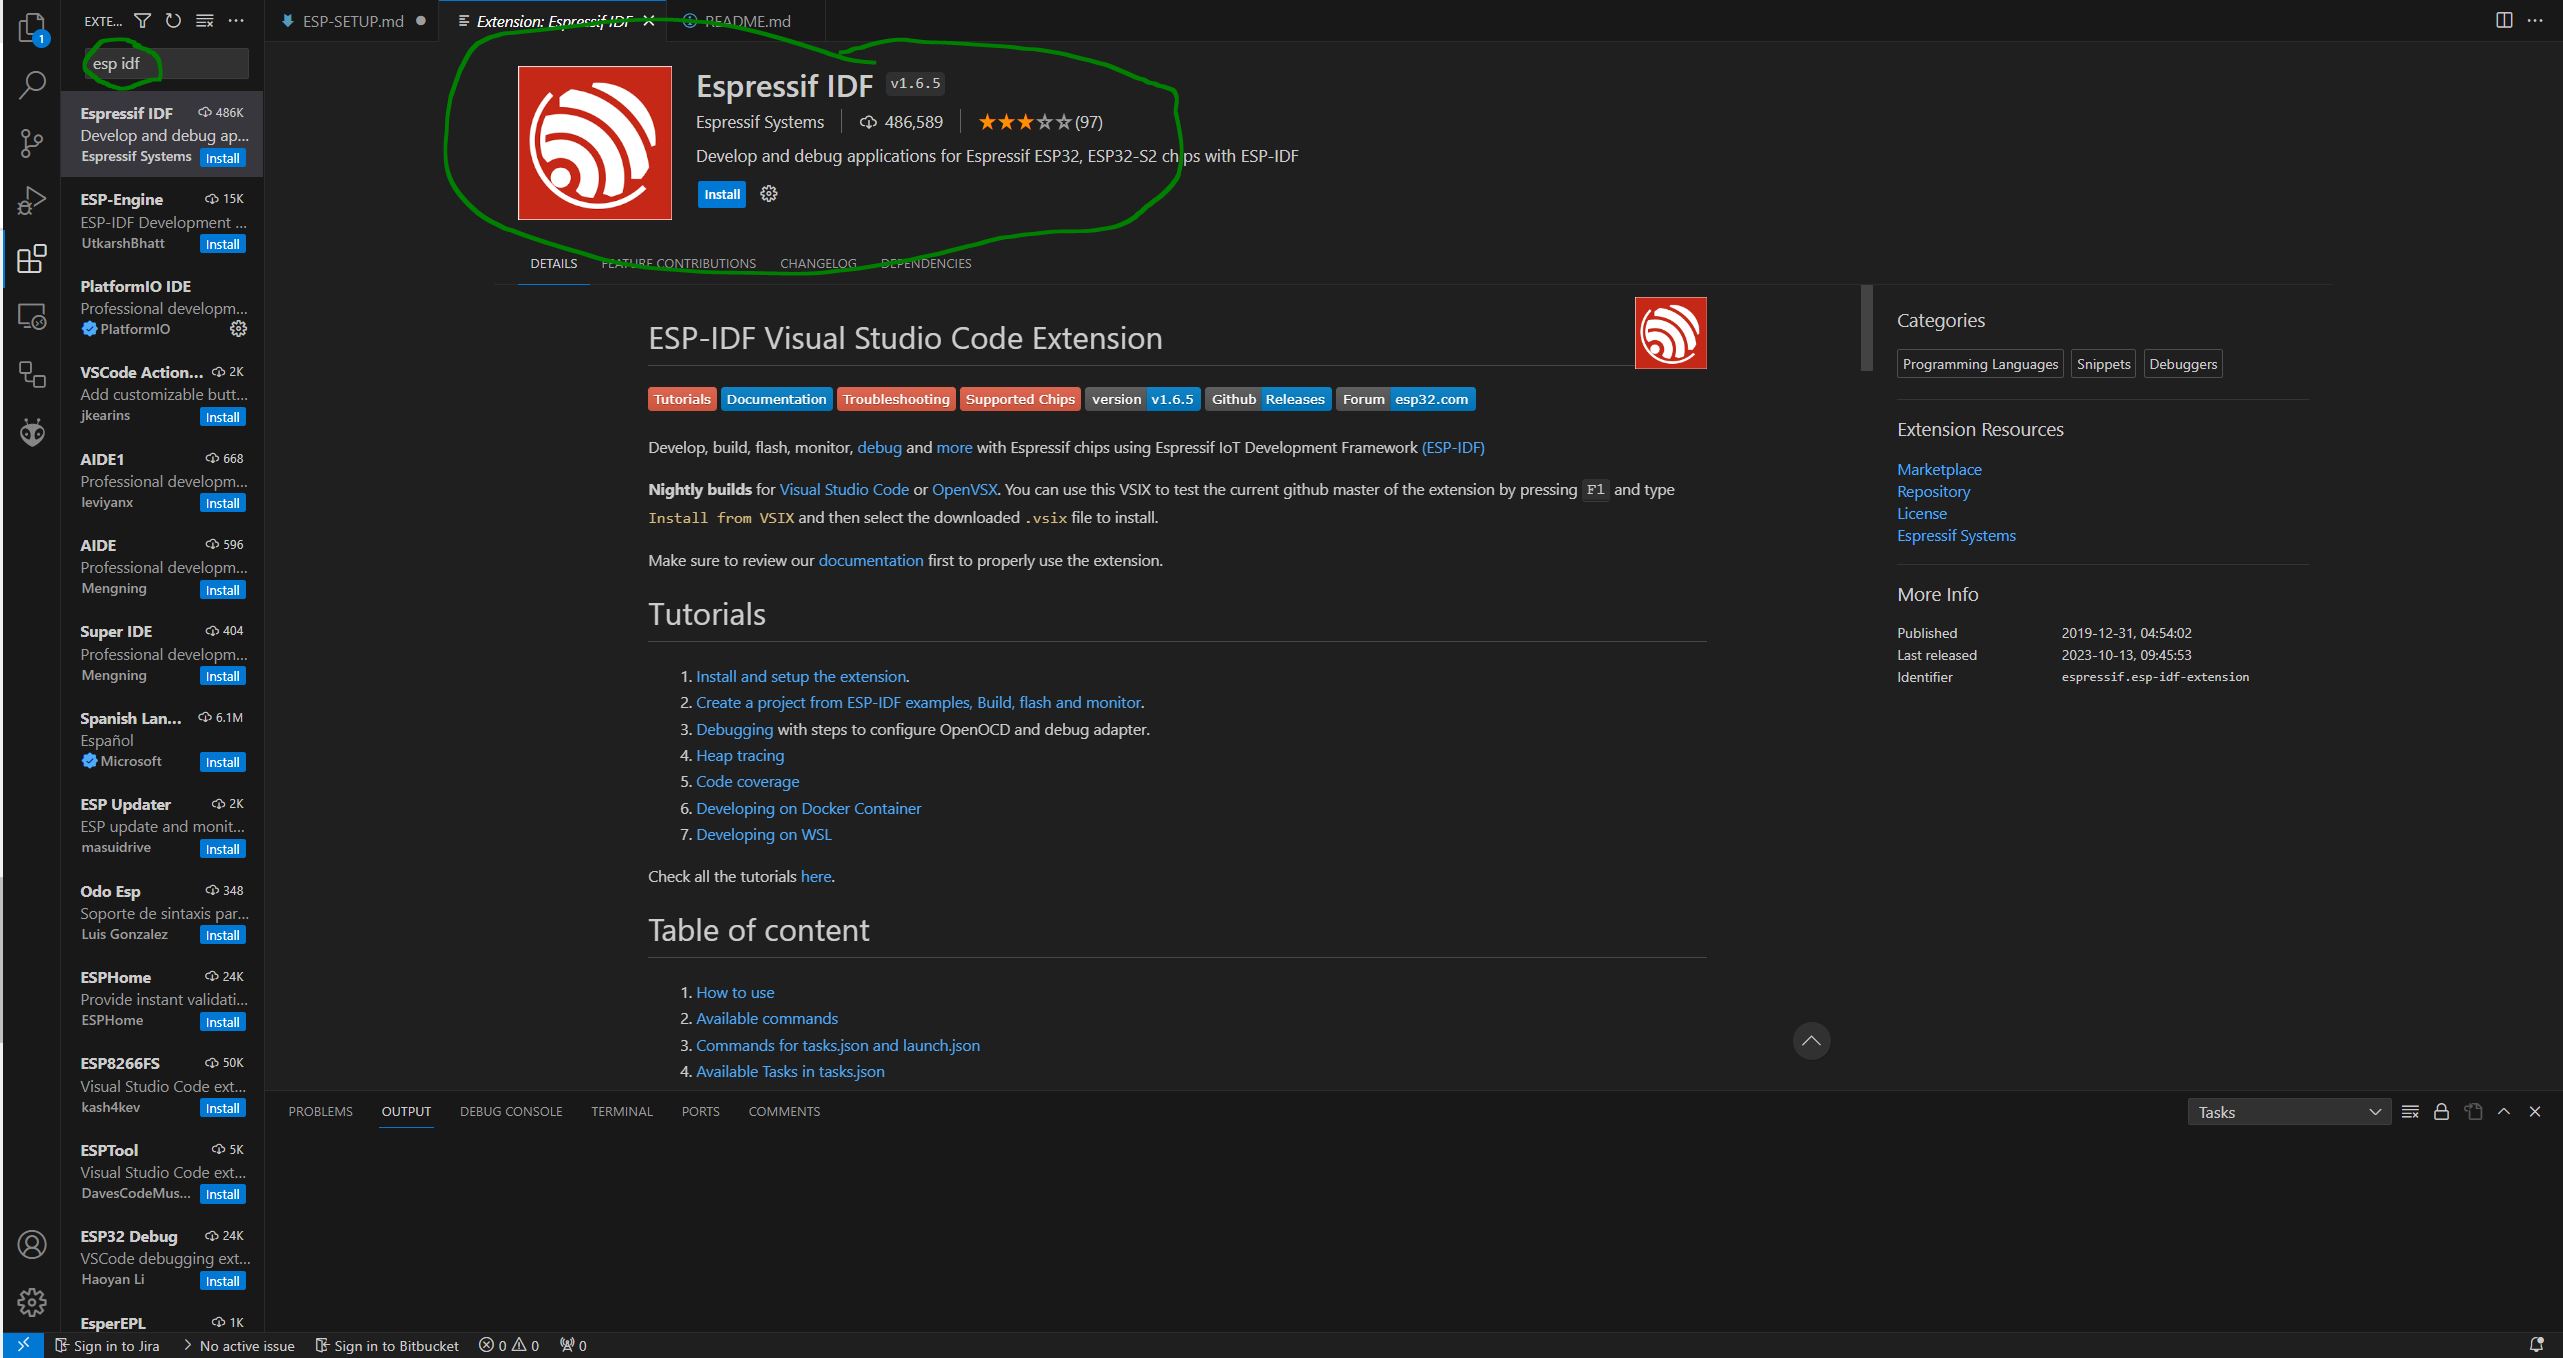 EXTE...
esp idf
Espressif IDF 486K
Develop and debug ap...
Espressif Systems Install
ESP-Engine 15K
ESP-IDF Development ...
UtkarshBhatt Install
PlatformIO IDE
Professional developm...
PlatformIO
VSCode Action... 2K
Add customizable butt...
jkearins Install
AIDE1 668
Professional developm...
leviyanx Install
AIDE 596
Professional developm...
Mengning Install
Super IDE 404
Professional developm...
Mengning Install
Spanish Lan... 6.1M
Español
Microsoft Install
ESP Updater 2K
ESP update and monit...
masuidrive Install
Odo Esp 348
Soporte de sintaxis par...
Luis Gonzalez Install
ESPHome 24K
Provide instant validati...
ESPHome Install
ESP8266FS 50K
Visual Studio Code ext...
kash4kev Install
ESPTool 5K
Visual Studio Code ext...
DavesCodeMus... Install
ESP32 Debug 24K
VSCode debugging ext...
Haoyan Li Install
EsperEPL 1K
ESP-SETUP.md Extension: Espressif IDF README.md
Espressif IDF v1.6.5
Espressif Systems 486,589 (97)
Develop and debug applications for Espressif ESP32, ESP32-S2 chips with ESP-IDF
Install
DETAILS FEATURE CONTRIBUTIONS CHANGELOG DEPENDENCIES
ESP-IDF Visual Studio Code Extension
Tutorials Documentation Troubleshooting Supported Chips version v1.6.5 Github Releases Forum esp32.com
Develop, build, flash, monitor, debug and more with Espressif chips using Espressif IoT Development Framework (ESP-IDF)
Nightly builds for Visual Studio Code or OpenVSX. You can use this VSIX to test the current github master of the extension by pressing F1 and type
Install from VSIX and then select the downloaded .vsix file to install.
Make sure to review our documentation first to properly use the extension.
Tutorials
1. Install and setup the extension.
2. Create a project from ESP-IDF examples, Build, flash and monitor.
3. Debugging with steps to configure OpenOCD and debug adapter.
4. Heap tracing
5. Code coverage
6. Developing on Docker Container
7. Developing on WSL
Check all the tutorials here.
Table of content
1. How to use
2. Available commands
3. Commands for tasks.json and launch.json
4. Available Tasks in tasks.json
Categories
Programming Languages Snippets Debuggers
Extension Resources
Marketplace
Repository
License
Espressif Systems
More Info
Published 2019-12-31, 04:54:02
Last released 2023-10-13, 09:45:53
Identifier espressif.esp-idf-extension
PROBLEMS OUTPUT DEBUG CONSOLE TERMINAL PORTS COMMENTS Tasks
1
Sign in to Jira No active issue Sign in to Bitbucket 0 0 0